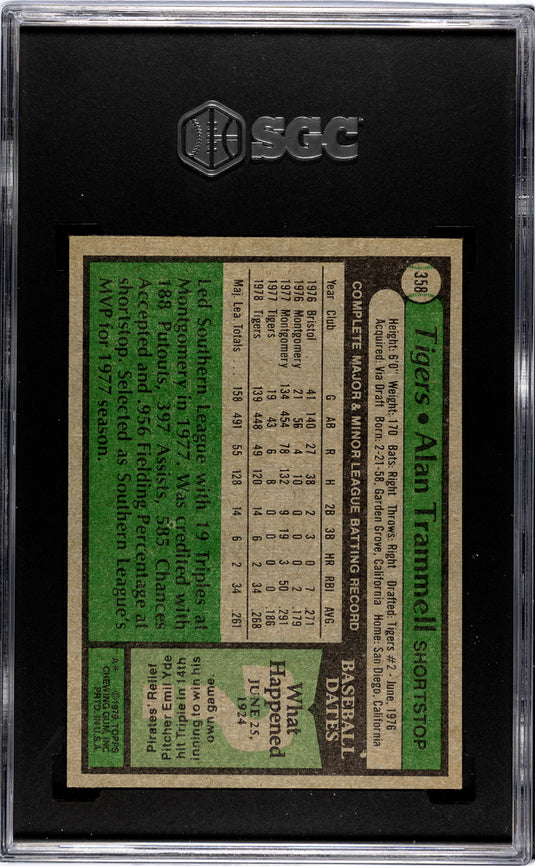 SGC
358
Tigers • Alan Trammell SHORTSTOP
Height: 6'0" Weight: 170 Bats: Right Throws: Right Drafted: Tigers #2 - June, 1976
Acquired: Via Draft Born: 2-21-58, Garden Grove, California Home: San Diego, California
COMPLETE MAJOR & MINOR LEAGUE BATTING RECORD
Year Club G AB R H 2B 3B HR RBI AVG.
1976 Bristol 41 140 27 38 2 2 0 7 .271
1976 Montgomery 21 56 4 10 0 0 0 2 .179
1977 Montgomery 134 454 78 132 9 19 3 50 .291
1977 Tigers 19 43 6 8 0 0 0 0 .186
1978 Tigers 139 448 49 120 14 6 2 34 .268
Maj. Lea. Totals . . . 158 491 55 128 14 6 2 34 .261
Led Southern League with 19 Triples at
Montgomery in 1977. Was credited with
188 Putouts, 397 Assists, 585 Chances
Accepted and .956 Fielding Percentage at
shortstop. Selected as Southern League's
MVP for 1977 season.
BASEBALL
DATES
What
Happened
JUNE 25,
1924
Pirates' Relief
Pitcher Emil Yde
hit Triple in 14th
inning to win his
own game
A* ©1979, TOPPS
CHEWING GUM, INC.
PRTD. IN U.S.A.